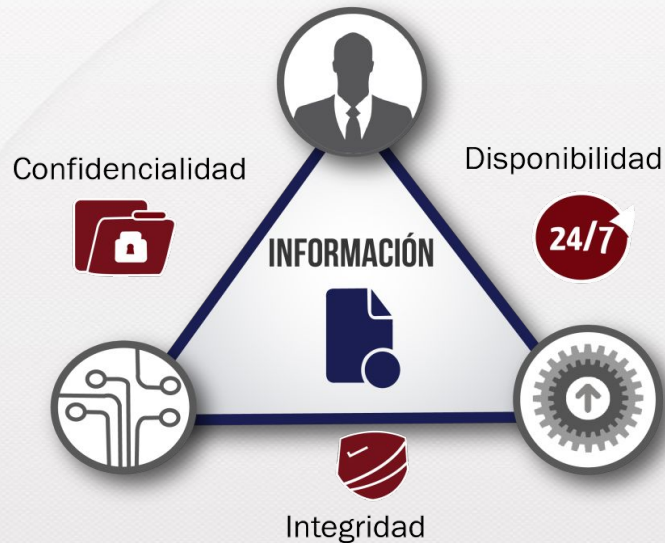 Confidencialidad
Disponibilidad
24/7
INFORMACIÓN
Integridad